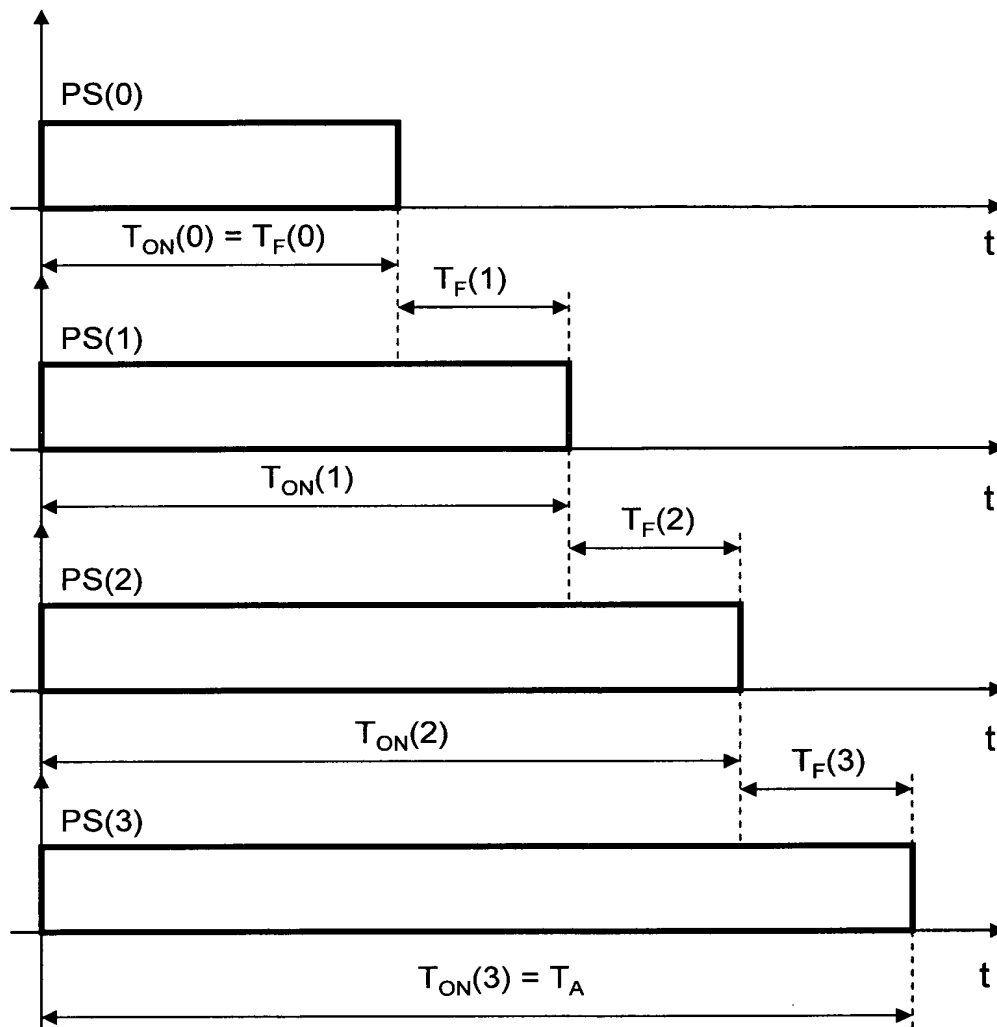 PS(0)
t
T_ON(0) = T_F(0)
T_F(1)
PS(1)
t
T_ON(1)
T_F(2)
PS(2)
t
T_ON(2)
T_F(3)
PS(3)
t
T_ON(3) = T_A